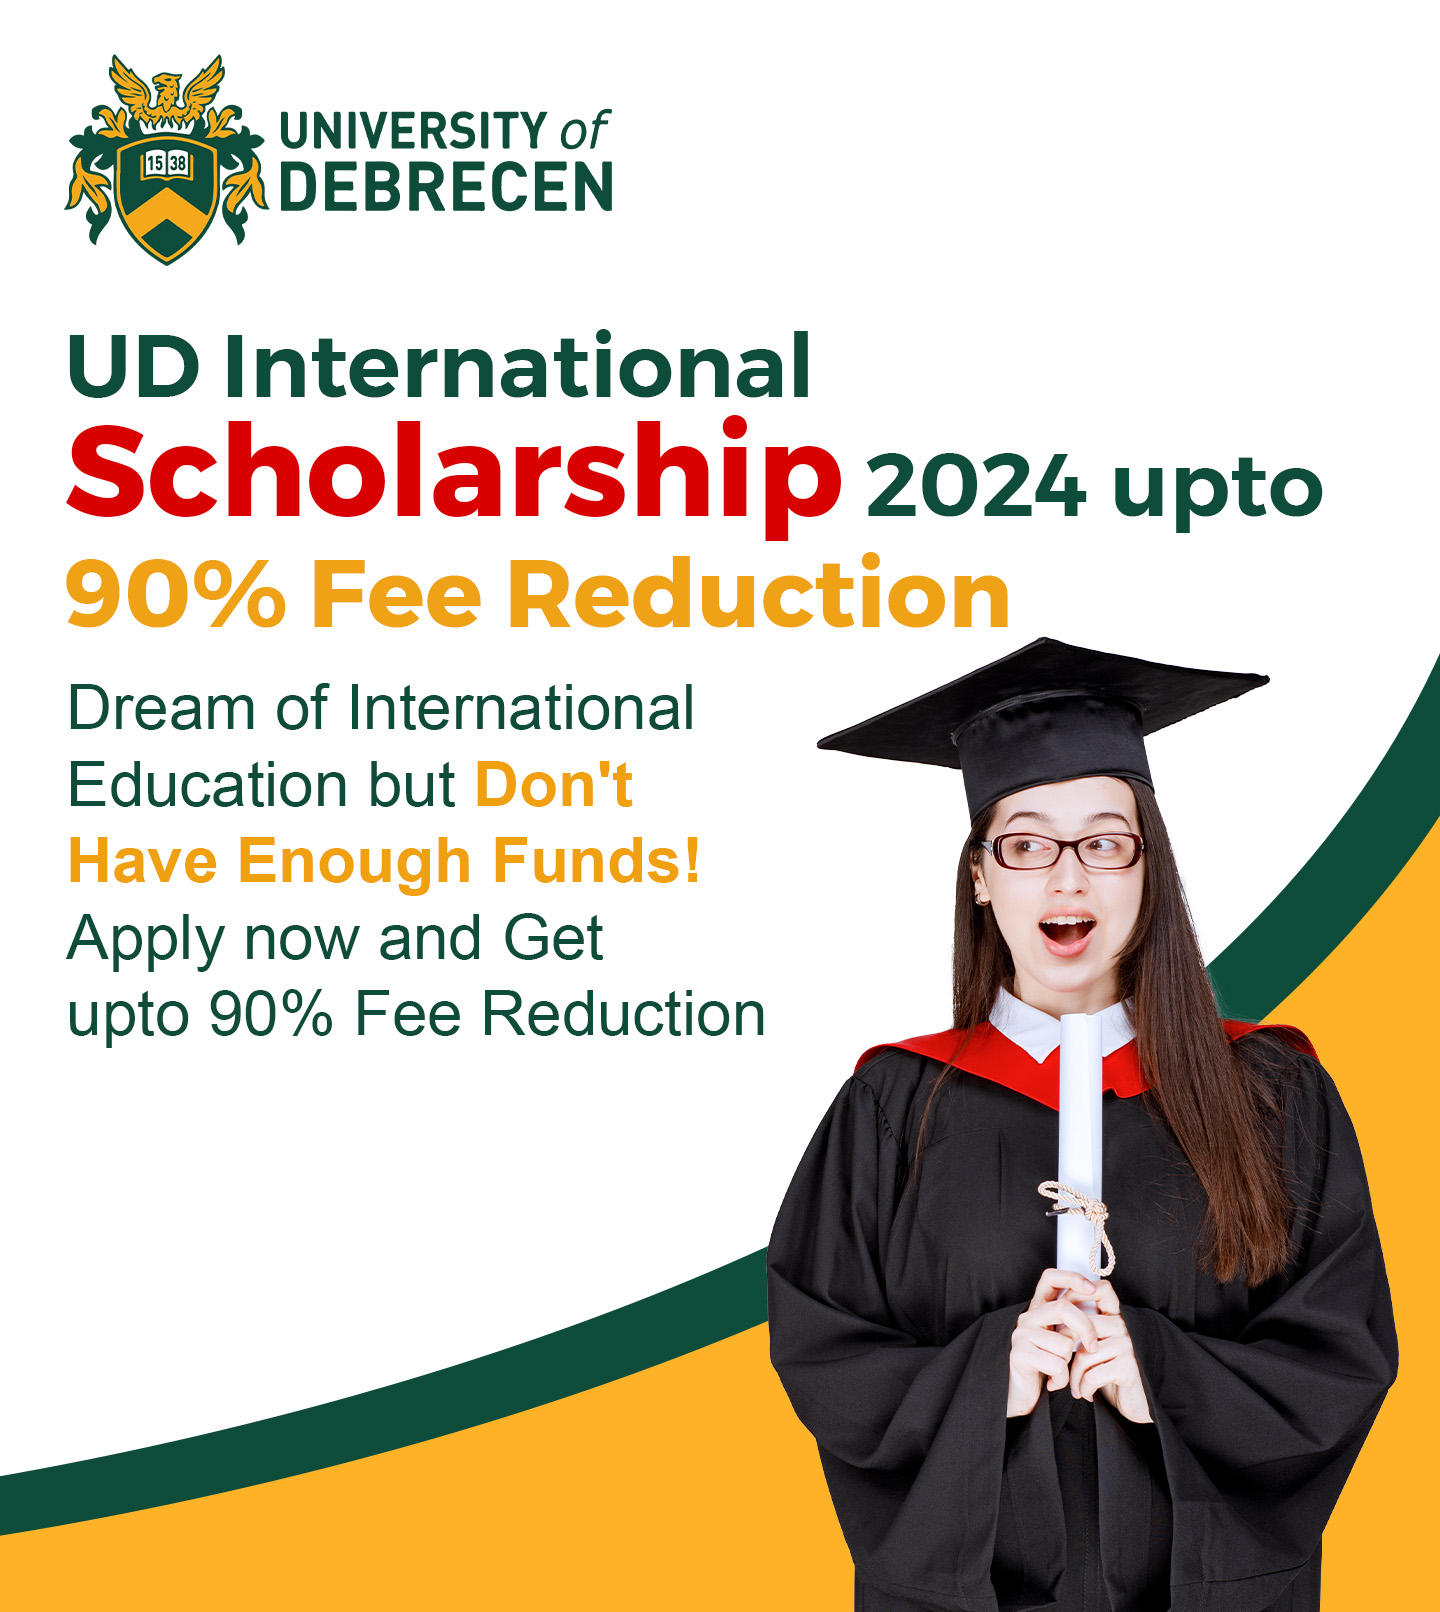 15 38
UNIVERSITY of
DEBRECEN
UD International
Scholarship 2024 upto
90% Fee Reduction
Dream of International
Education but Don't
Have Enough Funds!
Apply now and Get
upto 90% Fee Reduction